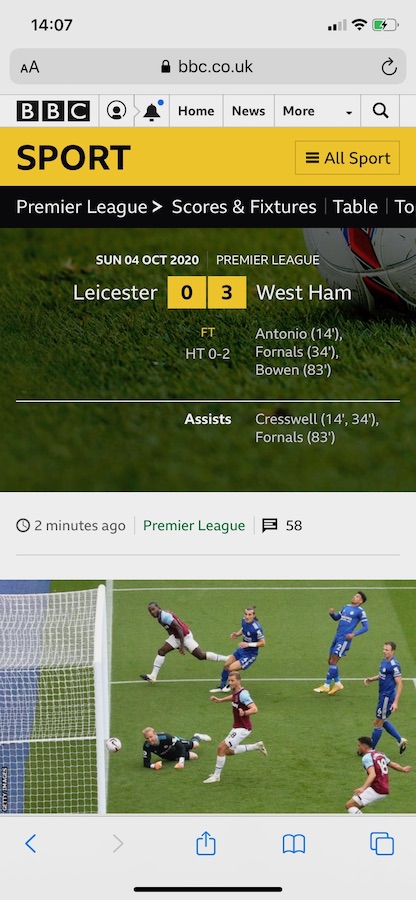 14:07
AA bbc.co.uk
BBC Home News More
SPORT All Sport
Premier League > Scores & Fixtures Table To
SUN 04 OCT 2020 PREMIER LEAGUE
Leicester 0 3 West Ham
FT Antonio (14'),
HT 0-2 Fornals (34'),
Bowen (83')
Assists Cresswell (14', 34'),
Fornals (83')
2 minutes ago Premier League 58
GETTY IMAGES